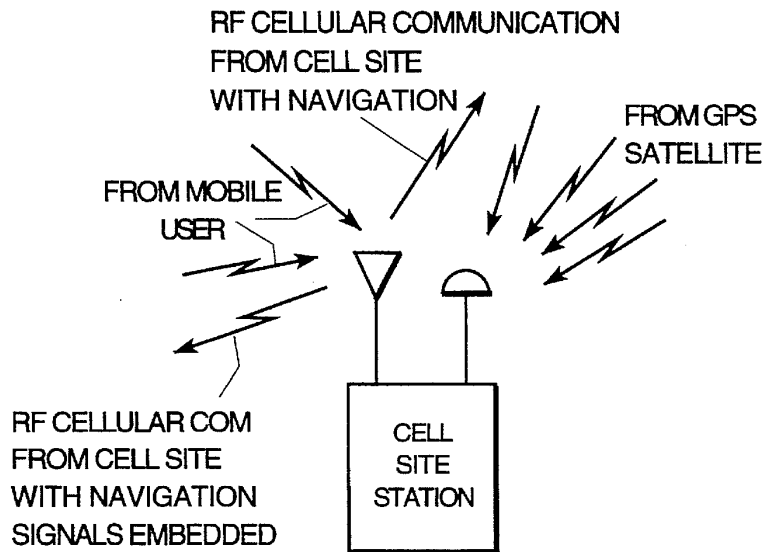 RF CELLULAR COMMUNICATION
FROM CELL SITE
WITH NAVIGATION
FROM GPS
SATELLITE
FROM MOBILE
USER
RF CELLULAR COM
FROM CELL SITE
WITH NAVIGATION
SIGNALS EMBEDDED
CELL
SITE
STATION